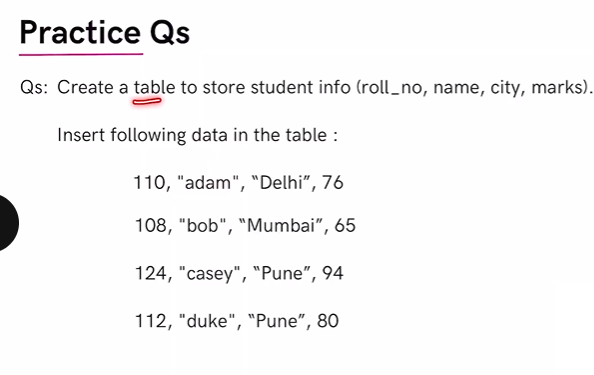 Practice Qs
Qs: Create a table to store student info (roll_no, name, city, marks).
Insert following data in the table :
110, "adam", “Delhi”, 76
108, "bob", “Mumbai”, 65
124, "casey", “Pune”, 94
112, "duke", “Pune”, 80